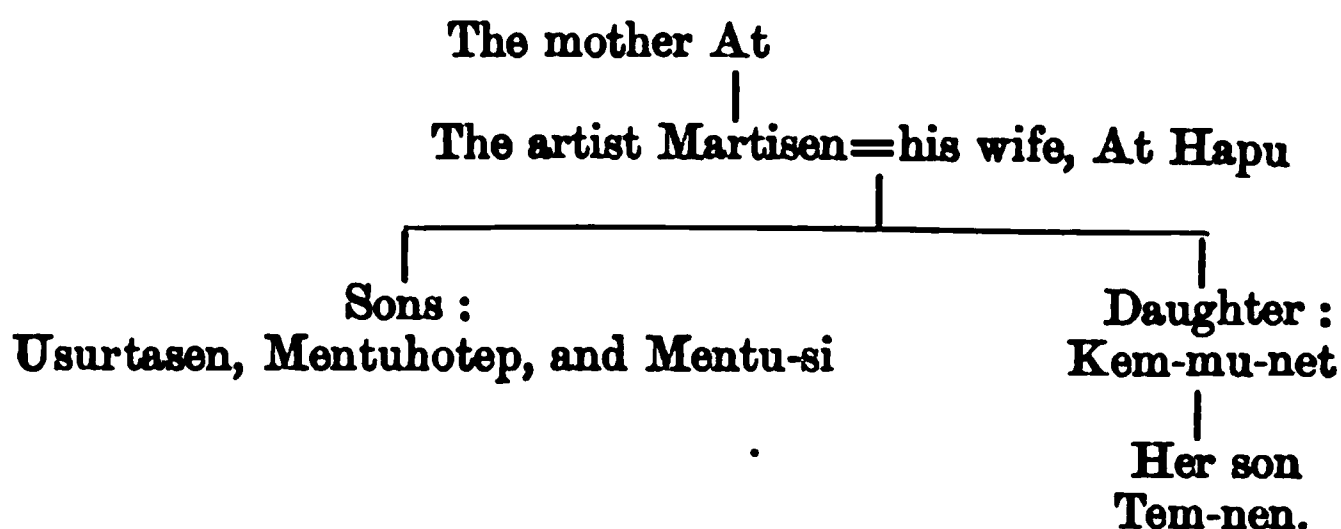 The mother At
The artist Martisen=his wife, At Hapu
Sons :
Usurtasen, Mentuhotep, and Mentu-si
Daughter :
Kem-mu-net
Her son
Tem-nen.